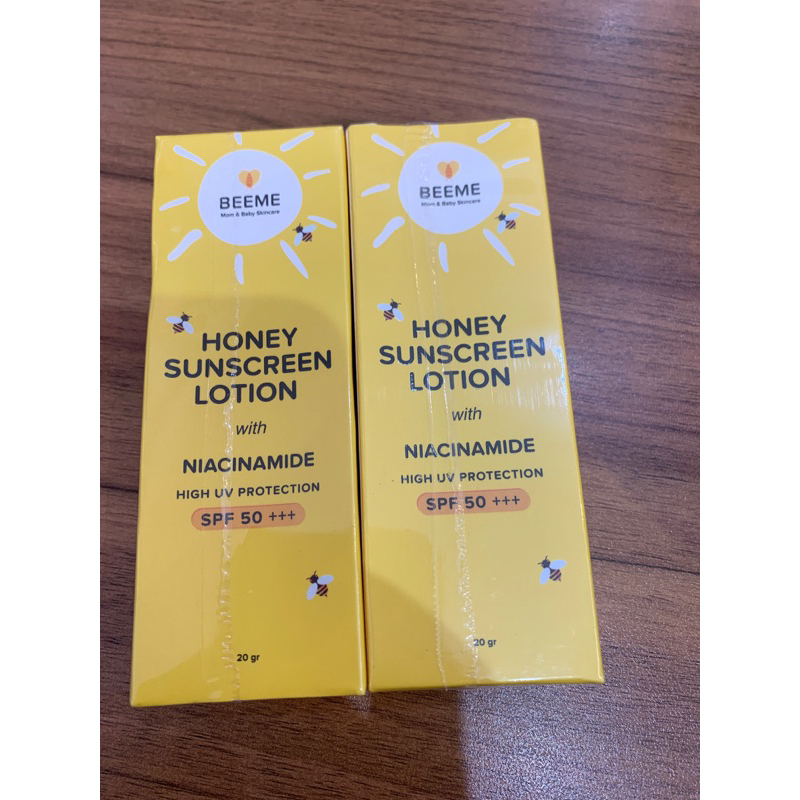 BEEME
Mom & Baby Skincare
HONEY
SUNSCREEN
LOTION
with
NIACINAMIDE
HIGH UV PROTECTION
SPF 50 +++
20 gr
BEEME
Mom & Baby Skincare
HONEY
SUNSCREEN
LOTION
with
NIACINAMIDE
HIGH UV PROTECTION
SPF 50 +++
20 gr